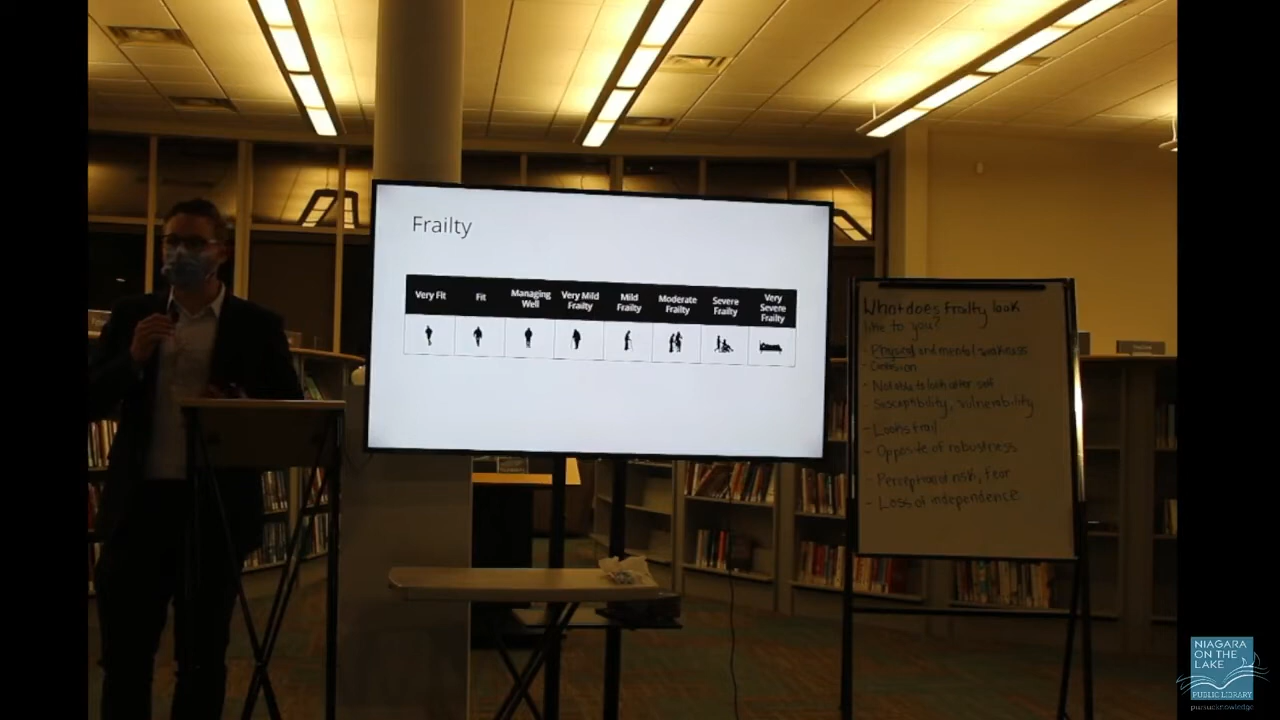 Frailty
Very Fit
Fit
Managing Well
Very Mild Frailty
Mild Frailty
Moderate Frailty
Severe Frailty
Very Severe Frailty
What does frailty look
like to you?
- Physical and mental weakness
- Confusion
- Not able to look after self
susceptibility, vulnerability
- Looks frail
- Opposite of robustness
- Perception of risk, fear
- Loss of independence
NIAGARA
ON THE
LAKE
PUBLIC LIBRARY
pursueknowledge